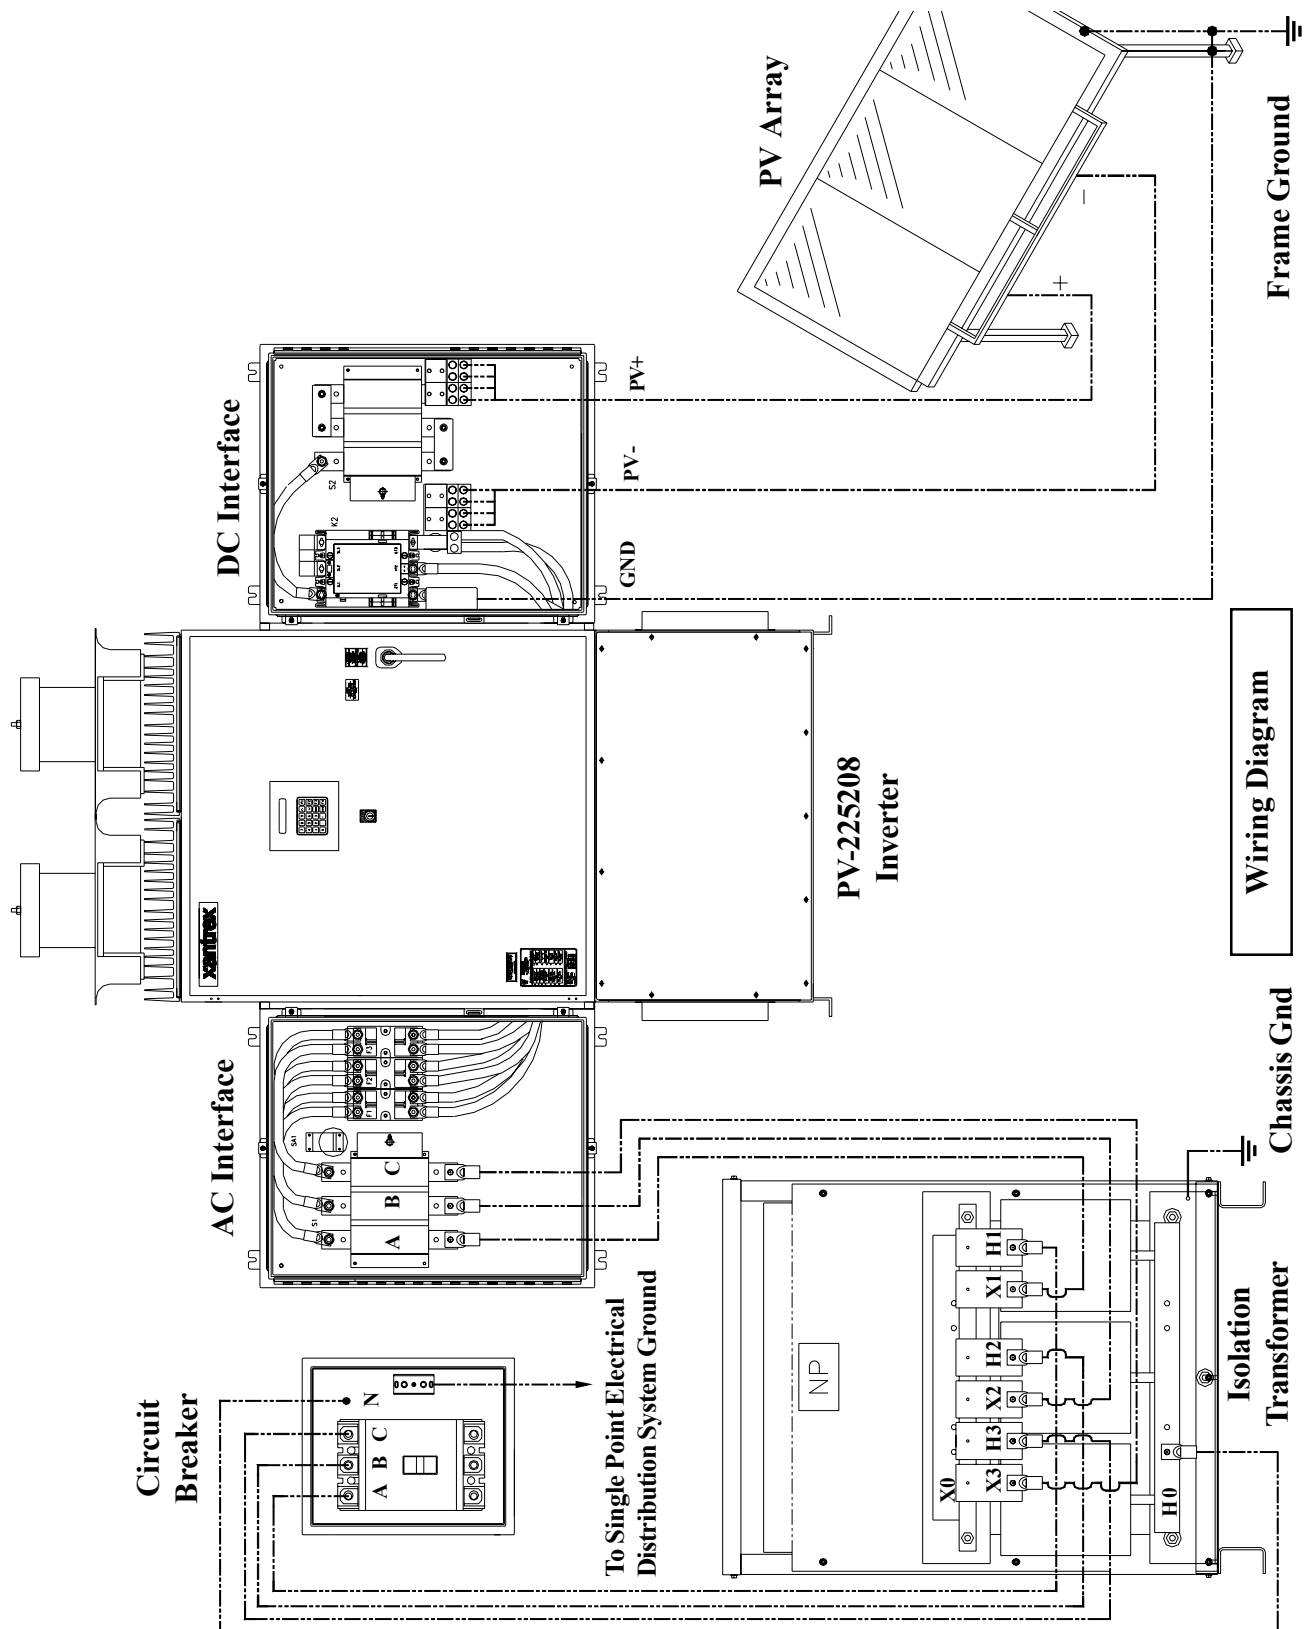 PV Array
Frame Ground
+
–
DC Interface
PV+
PV-
GND
S2
K2
xantrex
PV-225208
Inverter
Wiring Diagram
AC Interface
F3
F2
F1
SA1
S1
C
B
A
Chassis Gnd
Isolation
Transformer
NP
H1
X1
H2
X2
H3
X3
X0
H0
Circuit
Breaker
N
C
B
A
To Single Point Electrical
Distribution System Ground